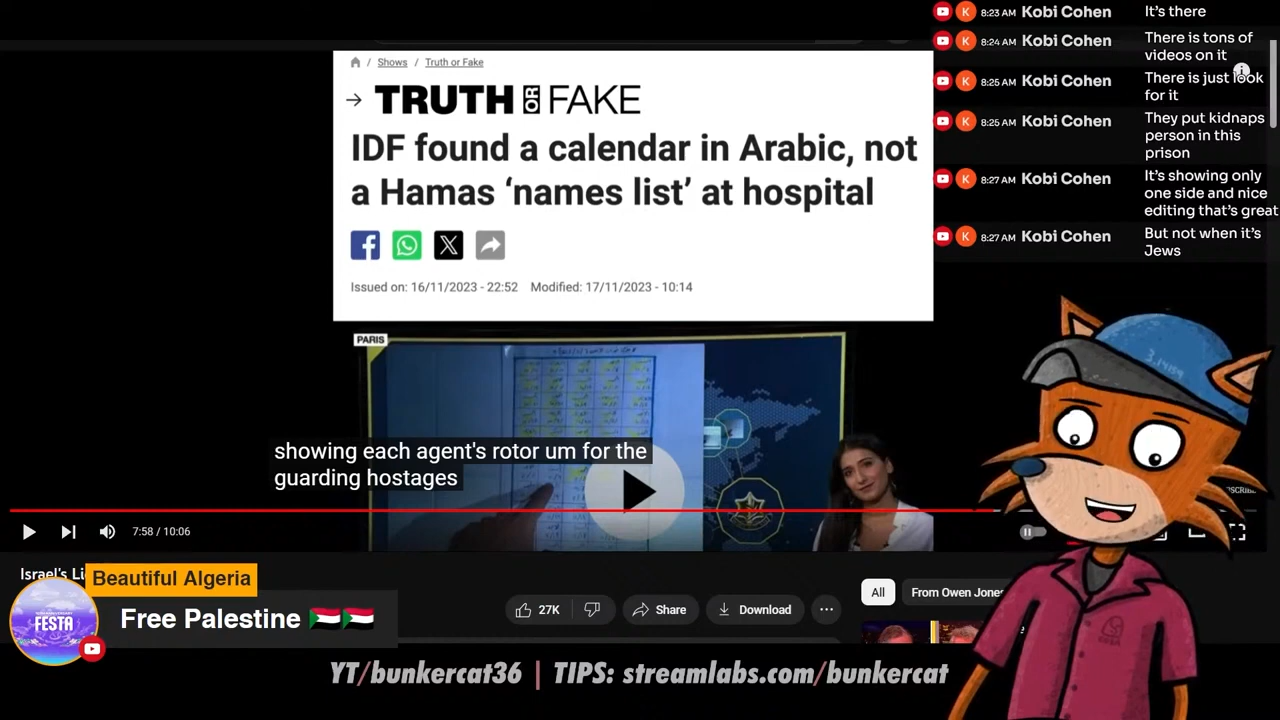 8:23 AM Kobi Cohen It's there
8:24 AM Kobi Cohen There is tons of
videos on it
8:25 AM Kobi Cohen There is just look
for it
8:25 AM Kobi Cohen They put kidnaps
person in this
prison
8:27 AM Kobi Cohen It's showing only
one side and nice
editing that's great
8:27 AM Kobi Cohen But not when it's
Jews
/ Shows / Truth or Fake
TRUTH OR FAKE
IDF found a calendar in Arabic, not
a Hamas ‘names list’ at hospital
Issued on: 16/11/2023 - 22:52 Modified: 17/11/2023 - 10:14
PARIS
3.14159
showing each agent's rotor um for the
guarding hostages
7:58 / 10:06
Israel's
27K Share Download
All From Owen Jones
Beautiful Algeria
Free Palestine
FESTA
YT/bunkercat36 | TIPS: streamlabs.com/bunkercat